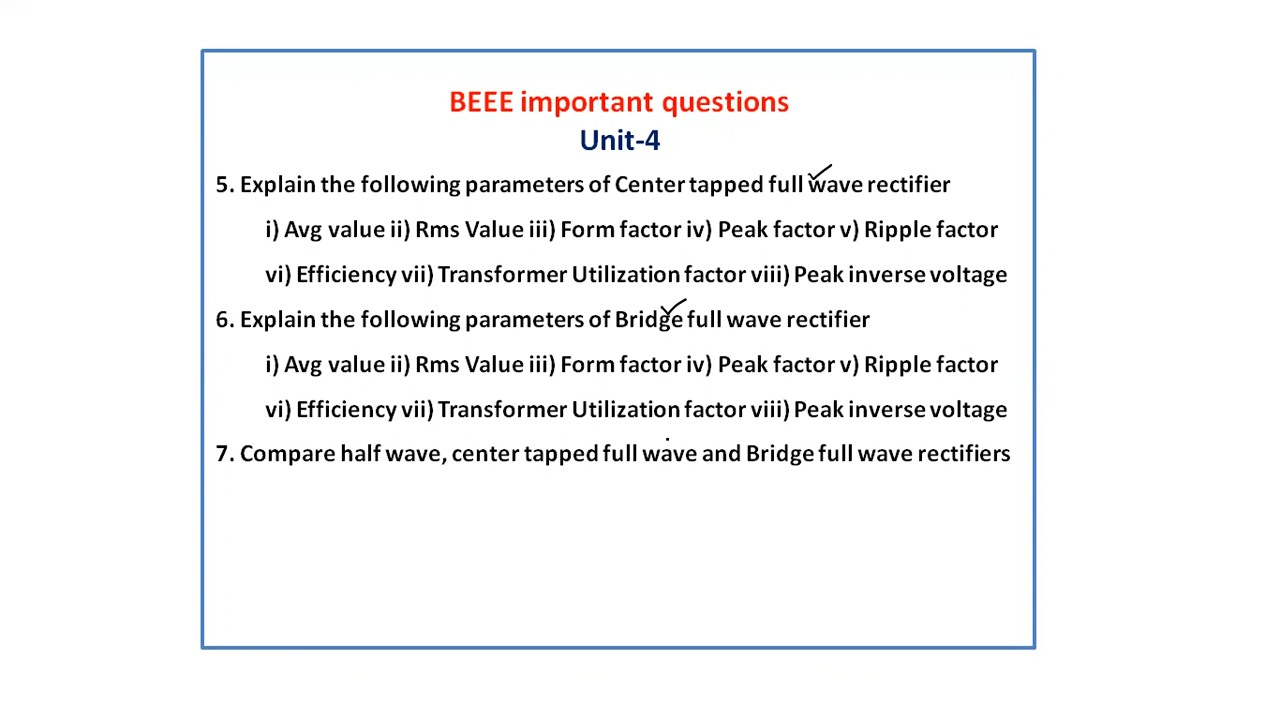 BEEE important questions
Unit-4
5. Explain the following parameters of Center tapped full wave rectifier
i) Avg value ii) Rms Value iii) Form factor iv) Peak factor v) Ripple factor
vi) Efficiency vii) Transformer Utilization factor viii) Peak inverse voltage
6. Explain the following parameters of Bridge full wave rectifier
i) Avg value ii) Rms Value iii) Form factor iv) Peak factor v) Ripple factor
vi) Efficiency vii) Transformer Utilization factor viii) Peak inverse voltage
7. Compare half wave, center tapped full wave and Bridge full wave rectifiers